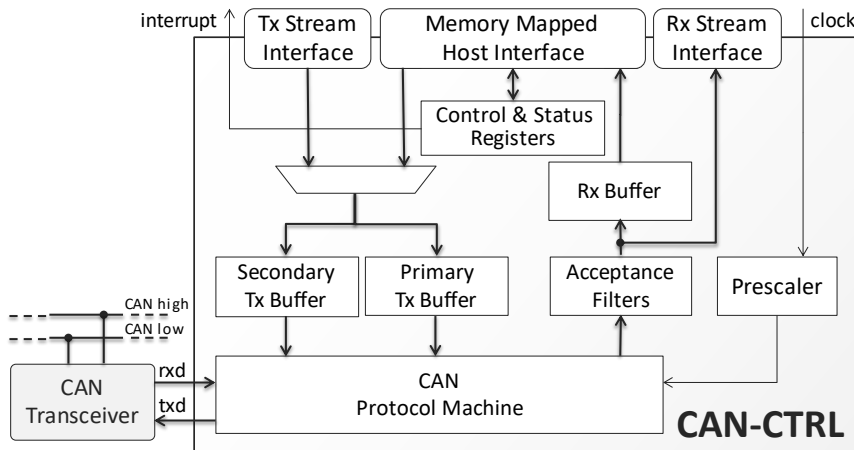 interrupt
Tx Stream
Interface
Memory Mapped
Host Interface
Rx Stream
Interface
clock
Control & Status
Registers
Rx Buffer
Secondary
Tx Buffer
Primary
Tx Buffer
Acceptance
Filters
Prescaler
CAN high
CAN low
CAN
Transceiver
rxd
txd
CAN
Protocol Machine
CAN-CTRL